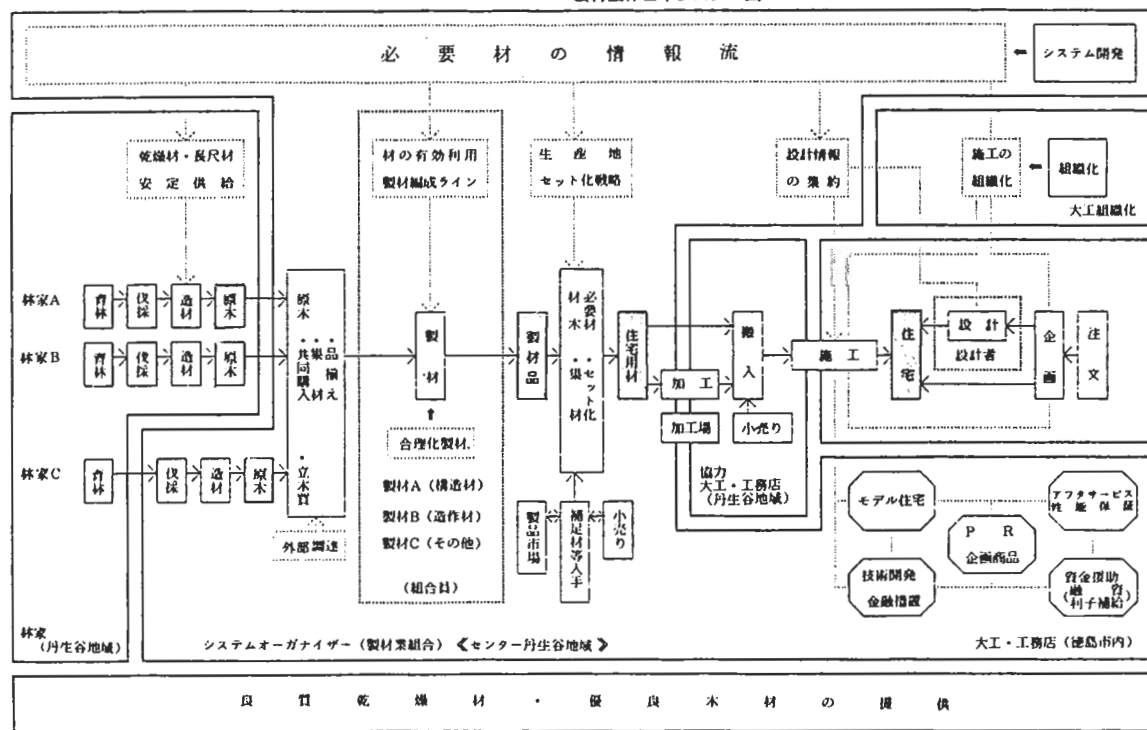 必要材の情報流
システム開発
乾燥材・長尺材
安定供給
材の有効利用
製材編成ライン
生産地
セット化戦略
設計情報
の集約
施工の
組織化
組織化
大工組織化
林家A
育林
伐採
造材
原木
林家B
育林
伐採
造材
原木
林家C
育林
伐採
造材
原木
原木
・品揃え
・集材
・共同購入
・立木買
外部調達
製材
合理化製材
製材A(構造材)
製材B(造作材)
製材C(その他)
(組合員)
製材品
必要材・セット化
材木・集材
製品市場
補足材等入手
小売り
住宅用材
加工
加工場
搬入
小売り
協力
大工・工務店
(丹生谷地域)
施工
住宅
設計
設計者
企画
注文
モデル住宅
アフタサービス
性能保証
PR
企画商品
技術開発
金融措置
資金援助
(融資
利子補給)
林家
(丹生谷地域)
システムオーガナイザー(製材業組合)《センター丹生谷地域》
大工・工務店(徳島市内)
良質乾燥材・優良木材の提供